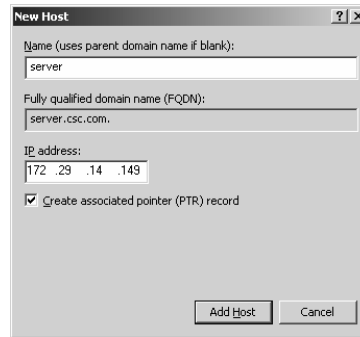 New Host
Name (uses parent domain name if blank):
server
Fully qualified domain name (FQDN):
server.csc.com.
IP address:
172 .29 .14 .149
Create associated pointer (PTR) record
Add Host Cancel